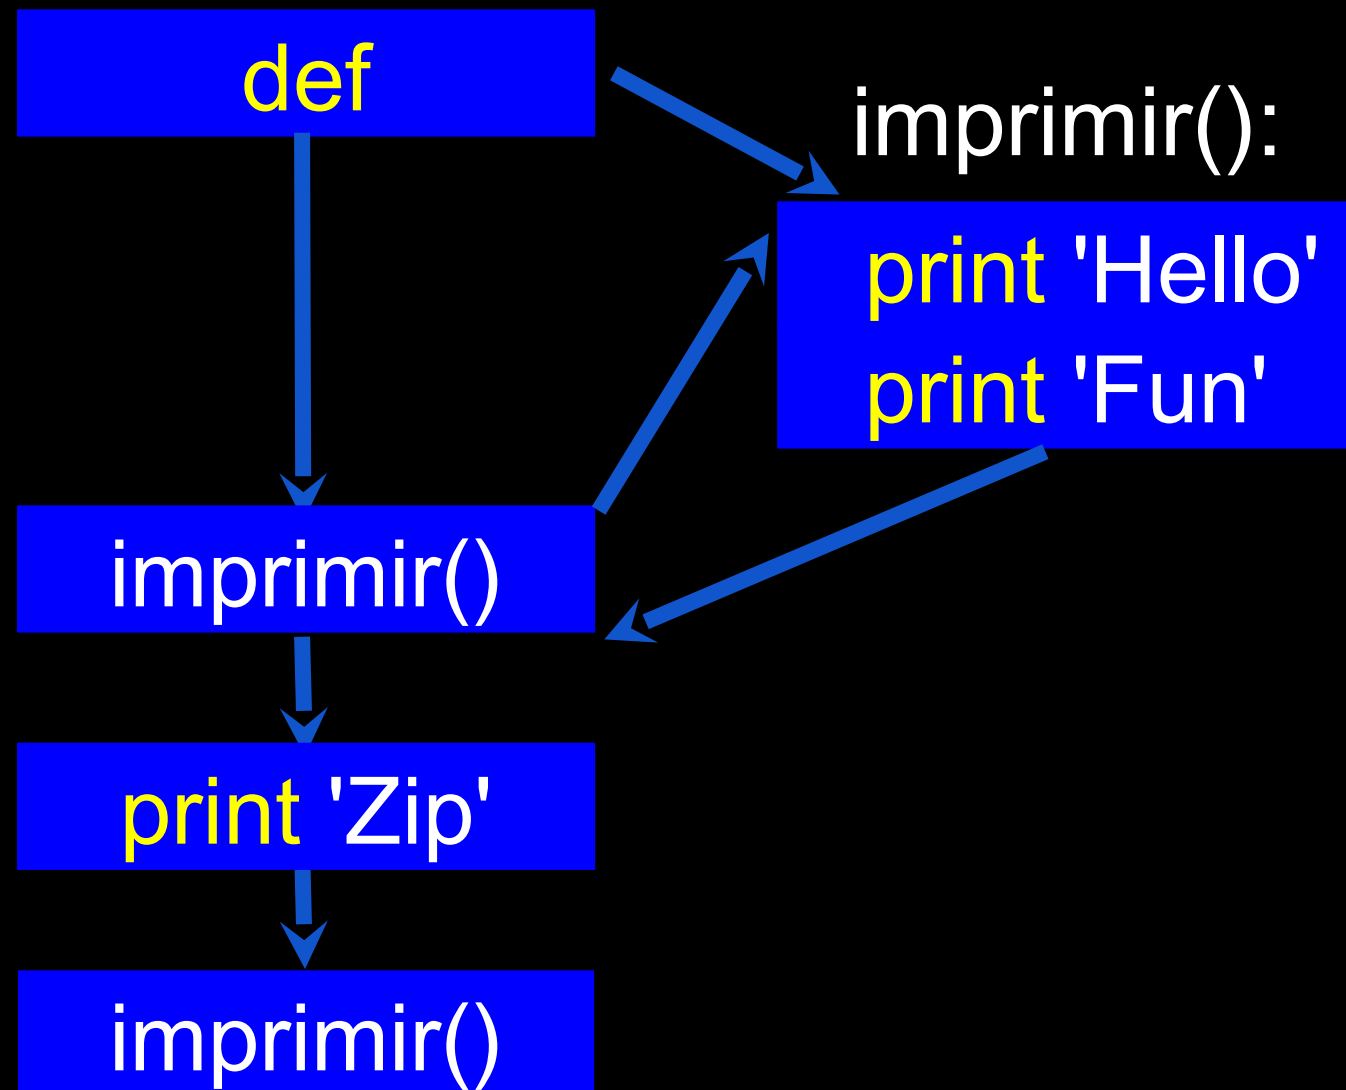 def
imprimir():
print 'Hello'
print 'Fun'
imprimir()
print 'Zip'
imprimir()